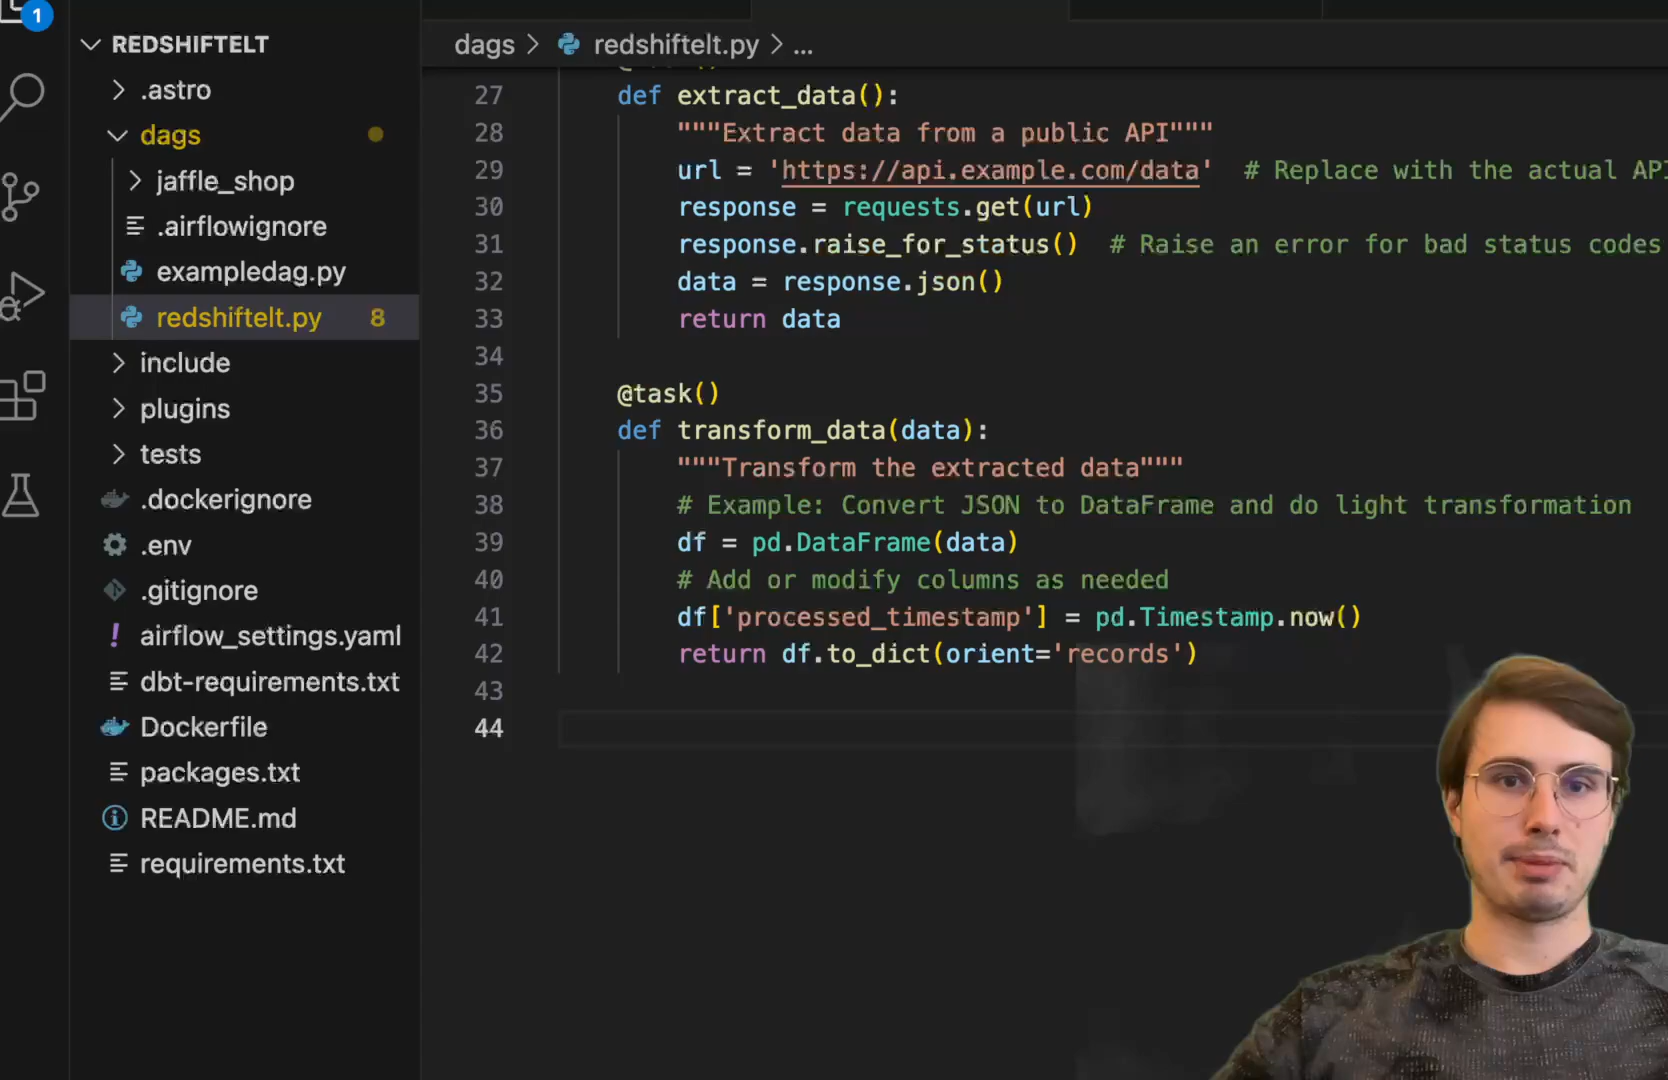 1
REDSHIFTELT
.astro
dags
jaffle_shop
.airflowignore
exampledag.py
redshiftelt.py 8
include
plugins
tests
.dockerignore
.env
.gitignore
! airflow_settings.yaml
dbt-requirements.txt
Dockerfile
packages.txt
README.md
requirements.txt
dags > redshiftelt.py > ...
27 def extract_data():
28 """Extract data from a public API"""
29 url = 'https://api.example.com/data' # Replace with the actual API
30 response = requests.get(url)
31 response.raise_for_status() # Raise an error for bad status codes
32 data = response.json()
33 return data
34
35 @task()
36 def transform_data(data):
37 """Transform the extracted data"""
38 # Example: Convert JSON to DataFrame and do light transformation
39 df = pd.DataFrame(data)
40 # Add or modify columns as needed
41 df['processed_timestamp'] = pd.Timestamp.now()
42 return df.to_dict(orient='records')
43
44